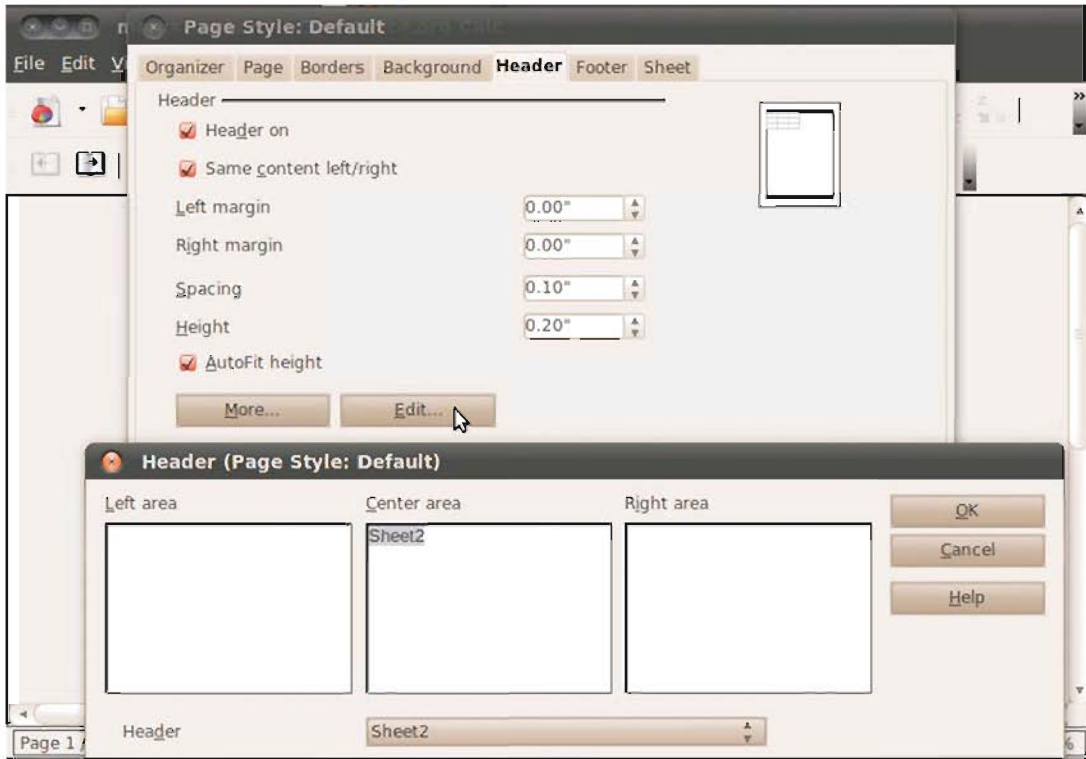 Page Style: Default
File Edit V
Organizer Page Borders Background Header Footer Sheet
Header
Header on
Same content left/right
Left margin 0.00"
Right margin 0.00"
Spacing 0.10"
Height 0.20"
AutoFit height
More... Edit...
Header (Page Style: Default)
Left area Center area Right area
OK
Sheet2
Cancel
Help
Header Sheet2
Page 1 /